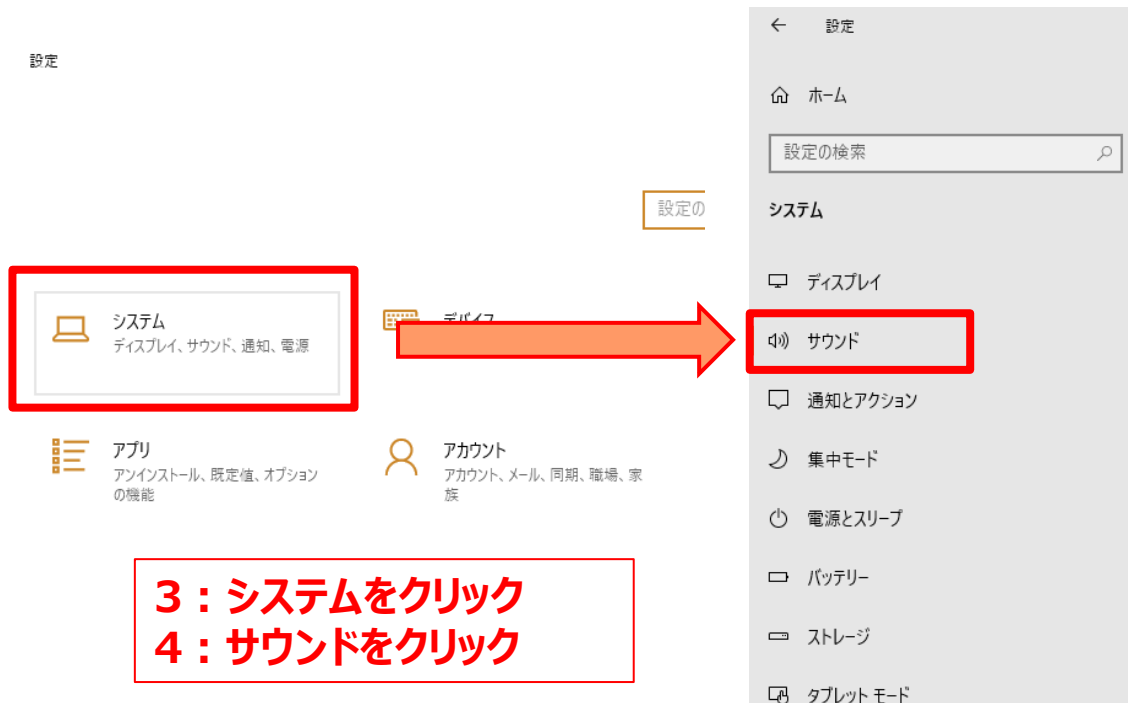 設定
設定の
システム
ディスプレイ、サウンド、通知、電源
アプリ
アンインストール、既定値、オプション
の機能
アカウント
アカウント、メール、同期、職場、家
族
3：システムをクリック
4：サウンドをクリック
設定
ホーム
設定の検索
システム
ディスプレイ
サウンド
通知とアクション
集中モード
電源とスリープ
バッテリー
ストレージ
タブレット モード